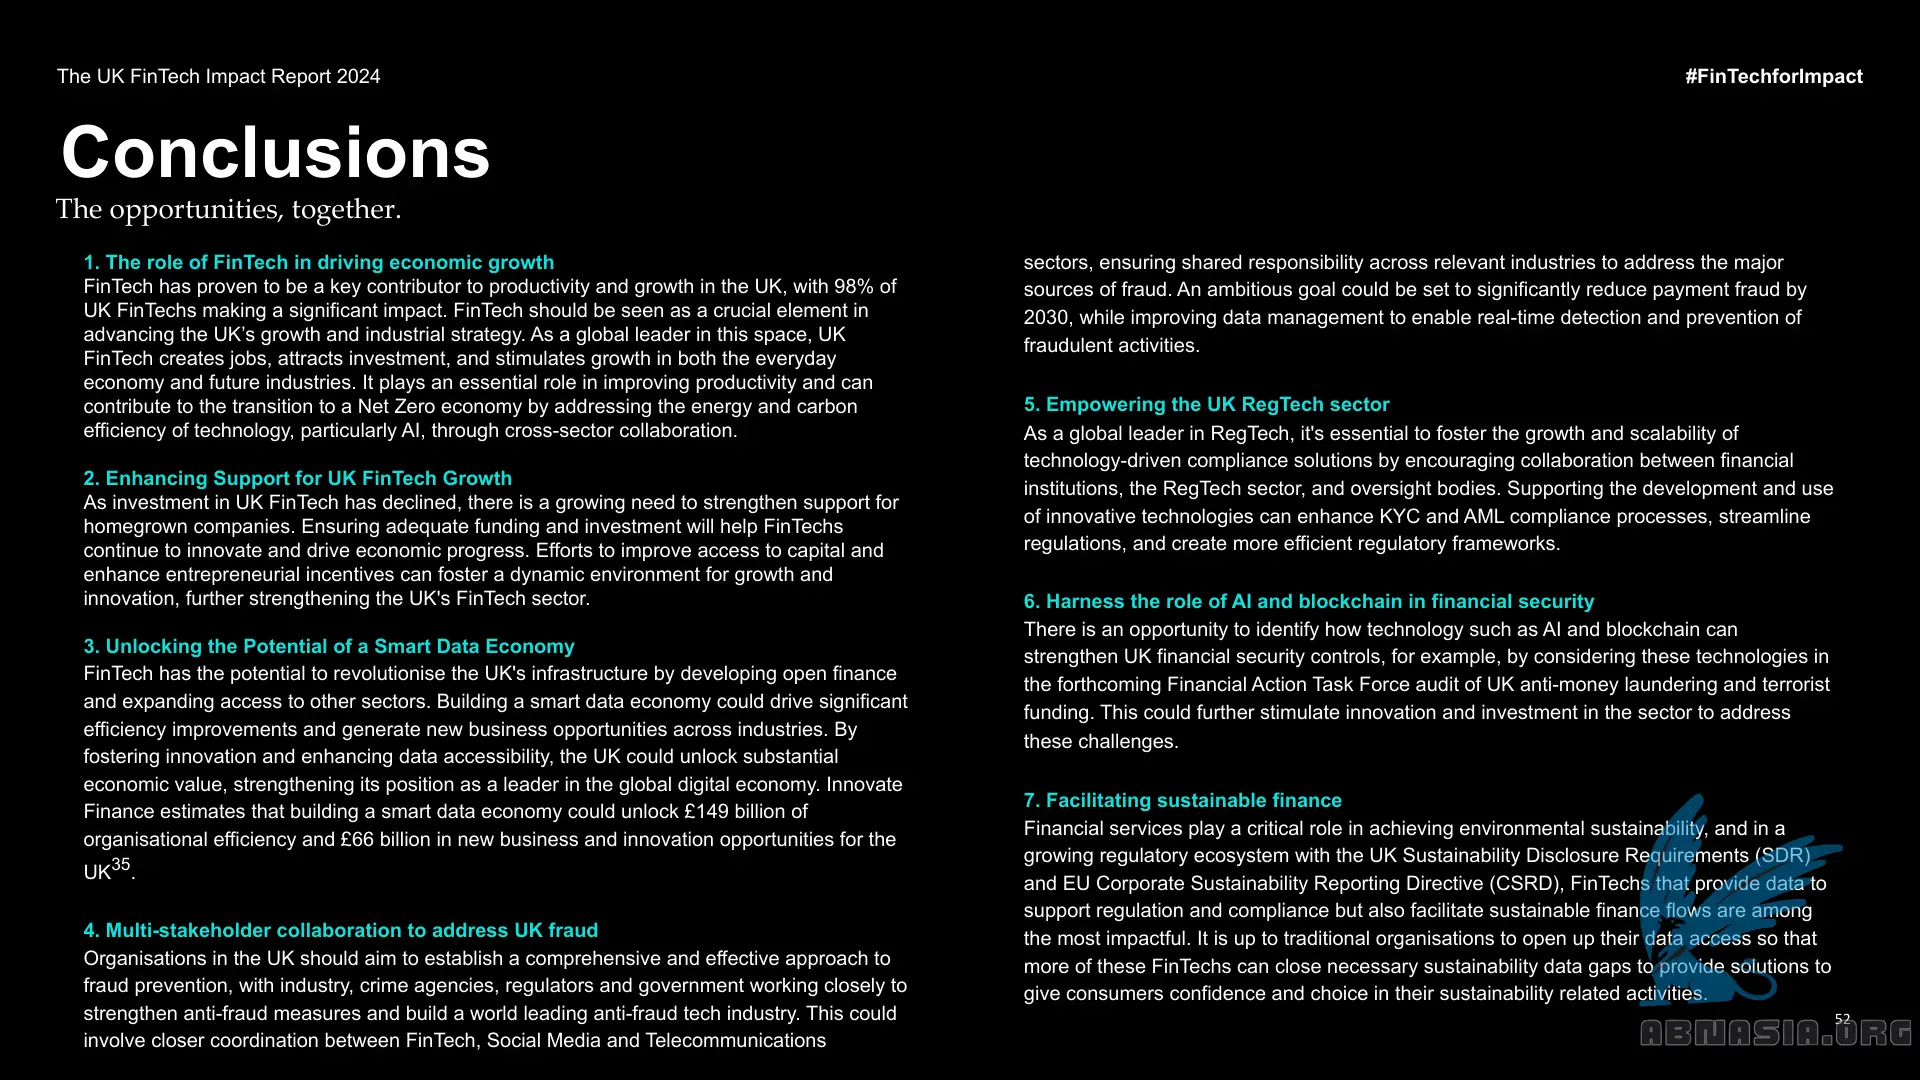 The UK FinTech Impact Report 2024
#FinTechforImpact
Conclusions
The opportunities, together.
1. The role of FinTech in driving economic growth
FinTech has proven to be a key contributor to productivity and growth in the UK, with 98% of
UK FinTechs making a significant impact. FinTech should be seen as a crucial element in
advancing the UK’s growth and industrial strategy. As a global leader in this space, UK
FinTech creates jobs, attracts investment, and stimulates growth in both the everyday
economy and future industries. It plays an essential role in improving productivity and can
contribute to the transition to a Net Zero economy by addressing the energy and carbon
efficiency of technology, particularly AI, through cross-sector collaboration.
2. Enhancing Support for UK FinTech Growth
As investment in UK FinTech has declined, there is a growing need to strengthen support for
homegrown companies. Ensuring adequate funding and investment will help FinTechs
continue to innovate and drive economic progress. Efforts to improve access to capital and
enhance entrepreneurial incentives can foster a dynamic environment for growth and
innovation, further strengthening the UK's FinTech sector.
3. Unlocking the Potential of a Smart Data Economy
FinTech has the potential to revolutionise the UK's infrastructure by developing open finance
and expanding access to other sectors. Building a smart data economy could drive significant
efficiency improvements and generate new business opportunities across industries. By
fostering innovation and enhancing data accessibility, the UK could unlock substantial
economic value, strengthening its position as a leader in the global digital economy. Innovate
Finance estimates that building a smart data economy could unlock £149 billion of
organisational efficiency and £66 billion in new business and innovation opportunities for the
UK35.
4. Multi-stakeholder collaboration to address UK fraud
Organisations in the UK should aim to establish a comprehensive and effective approach to
fraud prevention, with industry, crime agencies, regulators and government working closely to
strengthen anti-fraud measures and build a world leading anti-fraud tech industry. This could
involve closer coordination between FinTech, Social Media and Telecommunications
sectors, ensuring shared responsibility across relevant industries to address the major
sources of fraud. An ambitious goal could be set to significantly reduce payment fraud by
2030, while improving data management to enable real-time detection and prevention of
fraudulent activities.
5. Empowering the UK RegTech sector
As a global leader in RegTech, it's essential to foster the growth and scalability of
technology-driven compliance solutions by encouraging collaboration between financial
institutions, the RegTech sector, and oversight bodies. Supporting the development and use
of innovative technologies can enhance KYC and AML compliance processes, streamline
regulations, and create more efficient regulatory frameworks.
6. Harness the role of AI and blockchain in financial security
There is an opportunity to identify how technology such as AI and blockchain can
strengthen UK financial security controls, for example, by considering these technologies in
the forthcoming Financial Action Task Force audit of UK anti-money laundering and terrorist
funding. This could further stimulate innovation and investment in the sector to address
these challenges.
7. Facilitating sustainable finance
Financial services play a critical role in achieving environmental sustainability, and in a
growing regulatory ecosystem with the UK Sustainability Disclosure Requirements (SDR)
and EU Corporate Sustainability Reporting Directive (CSRD), FinTechs that provide data to
support regulation and compliance but also facilitate sustainable finance flows are among
the most impactful. It is up to traditional organisations to open up their data access so that
more of these FinTechs can close necessary sustainability data gaps to provide solutions to
give consumers confidence and choice in their sustainability related activities.
52
ABNASIA.ORG